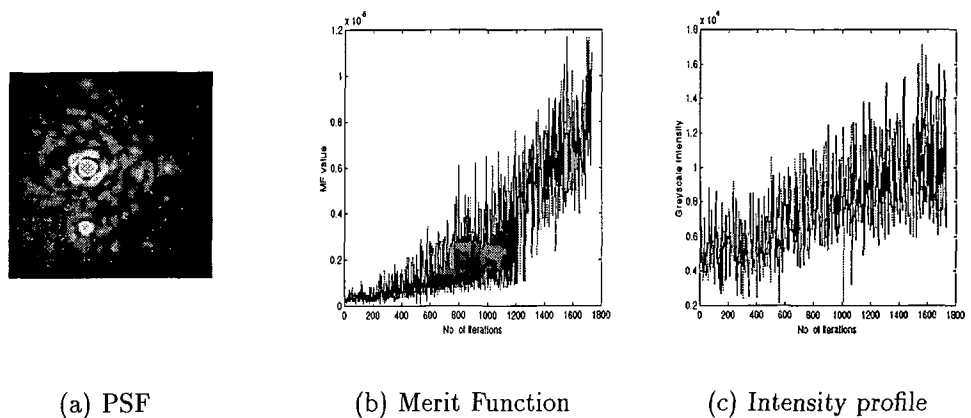 x 10⁻⁶
1.2
1
0.8
0.6
0.4
0.2
0
MF value
0 200 400 600 800 1000 1200 1400 1600 1800
No of iterations
x 10⁴
1.8
1.6
1.4
1.2
1
0.8
0.6
0.4
0.2
Greyscale Intensity
0 200 400 600 800 1000 1200 1400 1600 1800
No of iterations
(a) PSF
(b) Merit Function
(c) Intensity profile